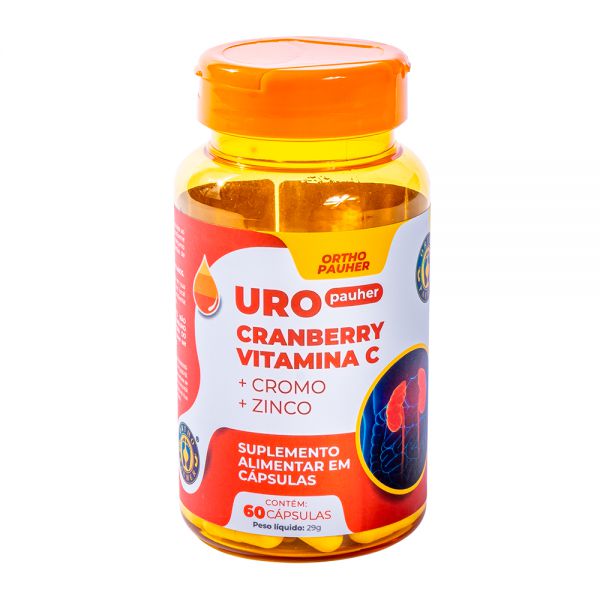 ORTHO
PAUHER
URO pauher
CRANBERRY
VITAMINA C
+ CROMO
+ ZINCO
SUPLEMENTO
ALIMENTAR EM
CÁPSULAS
CONTÉM:
60 CÁPSULAS
Peso líquido: 29g